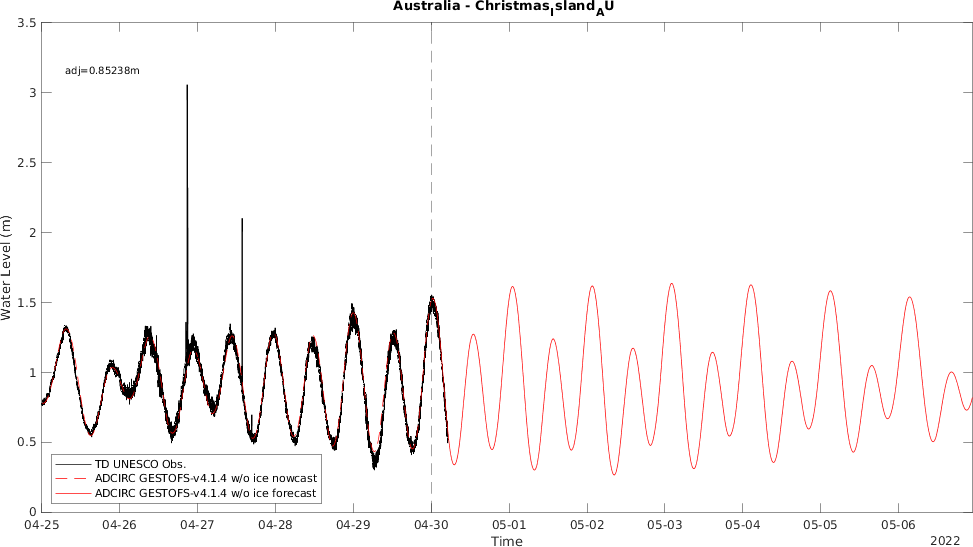 Australia - Christmas_Island_AU
3.5
adj=0.85238m
3
2.5
2
1.5
1
0.5
0
Water Level (m)
TD UNESCO Obs.
ADCIRC GESTOFS-v4.1.4 w/o ice nowcast
ADCIRC GESTOFS-v4.1.4 w/o ice forecast
04-25 04-26 04-27 04-28 04-29 04-30 05-01 05-02 05-03 05-04 05-05 05-06
Time
2022